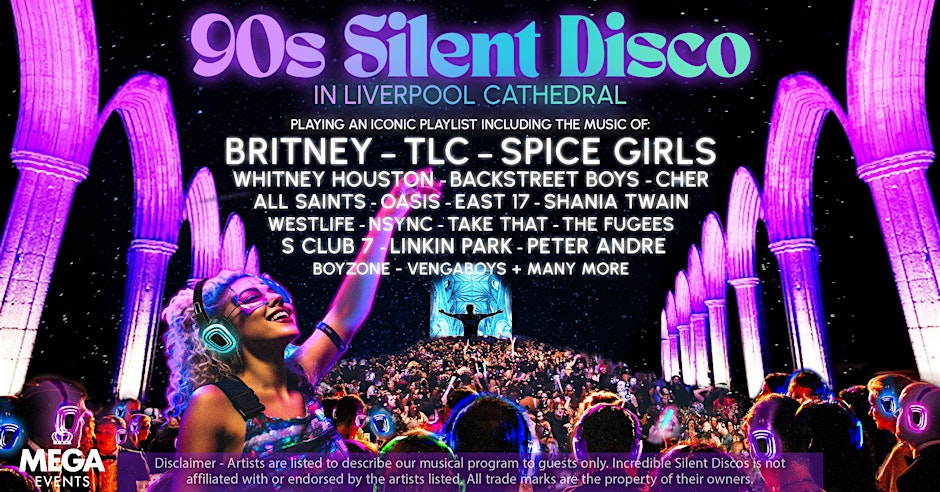 90s Silent Disco
IN LIVERPOOL CATHEDRAL
PLAYING AN ICONIC PLAYLIST INCLUDING THE MUSIC OF:
BRITNEY - TLC - SPICE GIRLS
WHITNEY HOUSTON - BACKSTREET BOYS - CHER
ALL SAINTS - OASIS - EAST 17 - SHANIA TWAIN
WESTLIFE - NSYNC - TAKE THAT - THE FUGEES
S CLUB 7 - LINKIN PARK - PETER ANDRE
BOYZONE - VENGABOYS + MANY MORE
MEGA
EVENTS
Disclaimer - Artists are listed to describe our musical program to guests only. Incredible Silent Discos is not
affiliated with or endorsed by the artists listed. All trade marks are the property of their owners.